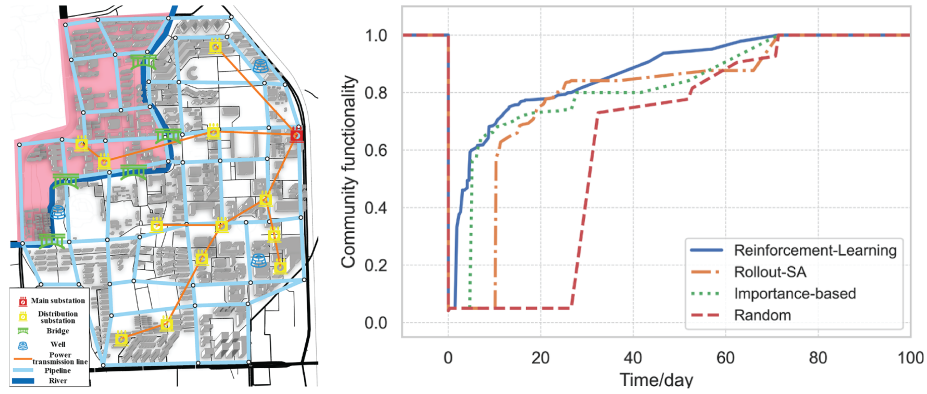 Main substation
Distribution
substation
Bridge
Well
Power
transmission line
Pipeline
River
Community functionality
1.0
0.8
0.6
0.4
0.2
0.0
Reinforcement-Learning
Rollout-SA
Importance-based
Random
0
20
40
60
80
100
Time/day